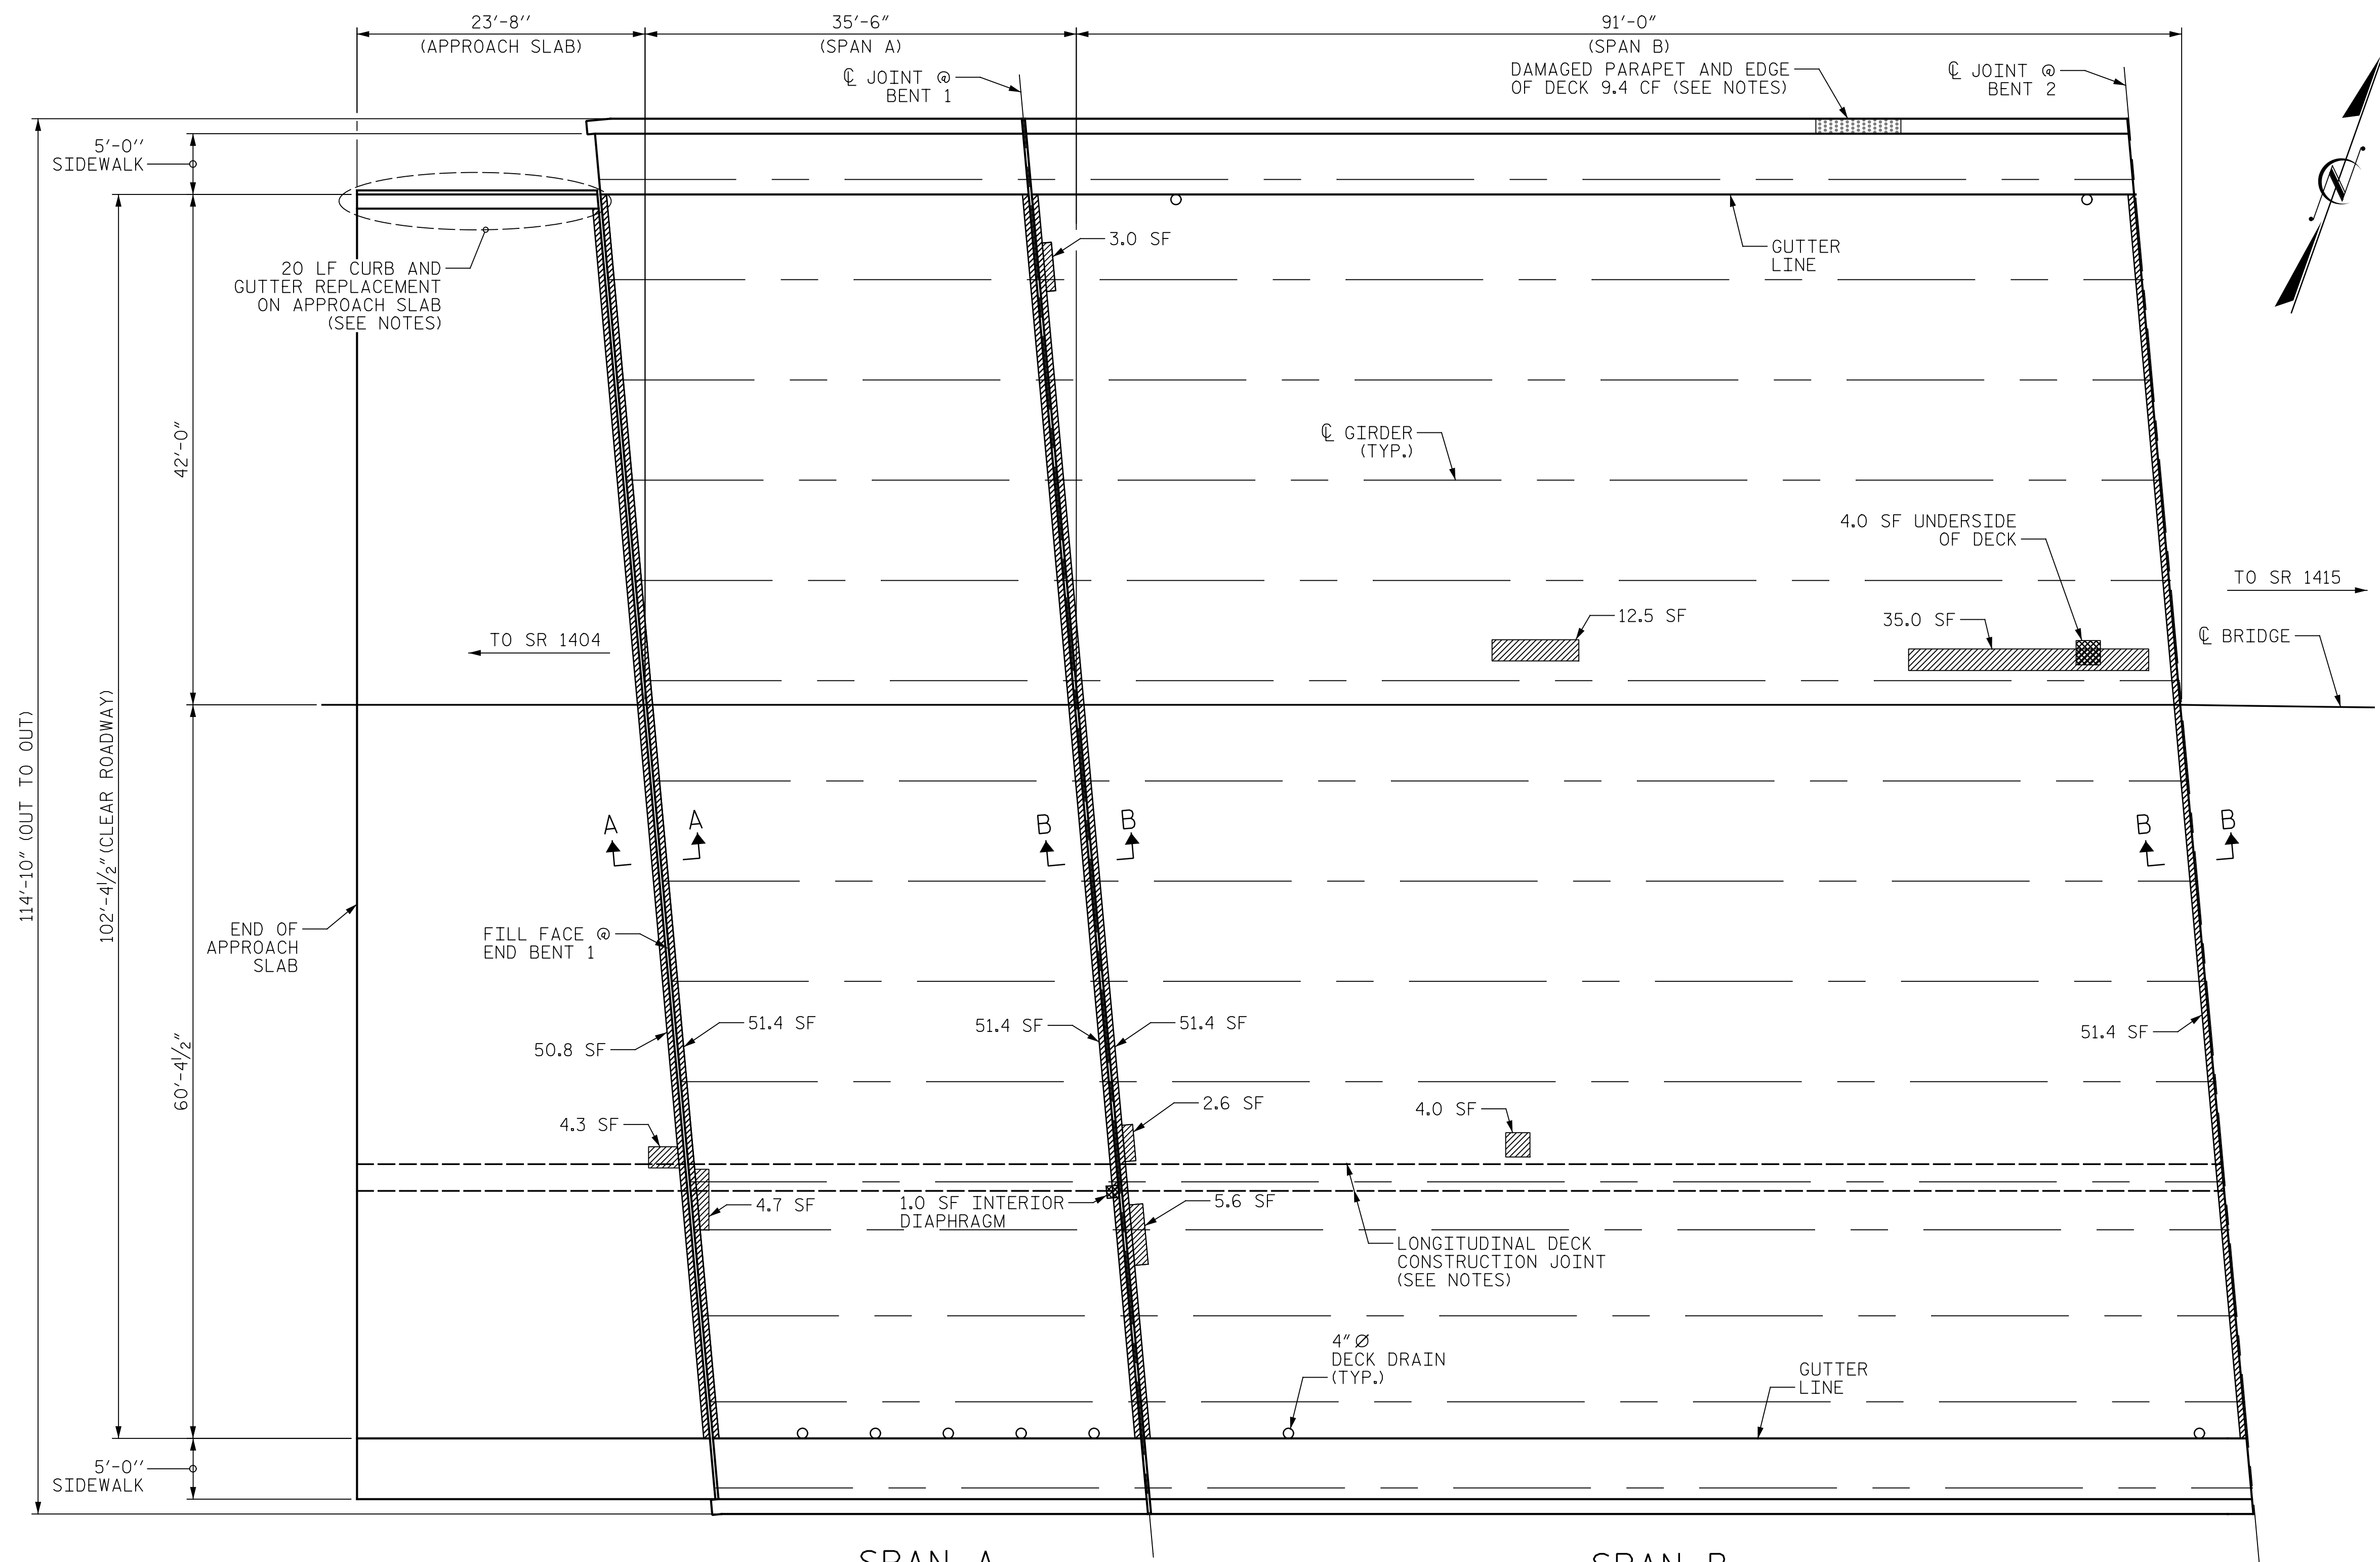 23'-8''
(APPROACH SLAB)
35'-6"
(SPAN A)
91'-0"
(SPAN B)
℄ JOINT @
BENT 1
DAMAGED PARAPET AND EDGE
OF DECK 9.4 CF (SEE NOTES)
℄ JOINT @
BENT 2
5'-0''
SIDEWALK
N
3.0 SF
GUTTER
LINE
20 LF CURB AND
GUTTER REPLACEMENT
ON APPROACH SLAB
(SEE NOTES)
42'-0"
℄ GIRDER
(TYP.)
4.0 SF UNDERSIDE
OF DECK
TO SR 1415
12.5 SF
35.0 SF
TO SR 1404
℄ BRIDGE
114'-10" (OUT TO OUT)
102'-4½" (CLEAR ROADWAY)
A
A
B
B
B
B
END OF
APPROACH
SLAB
FILL FACE @
END BENT 1
60'-4½"
51.4 SF
51.4 SF
51.4 SF
51.4 SF
50.8 SF
2.6 SF
4.0 SF
4.3 SF
4.7 SF
1.0 SF INTERIOR
DIAPHRAGM
5.6 SF
LONGITUDINAL DECK
CONSTRUCTION JOINT
(SEE NOTES)
4" Ø
DECK DRAIN
(TYP.)
GUTTER
LINE
5'-0''
SIDEWALK
SPAN A
SPAN B